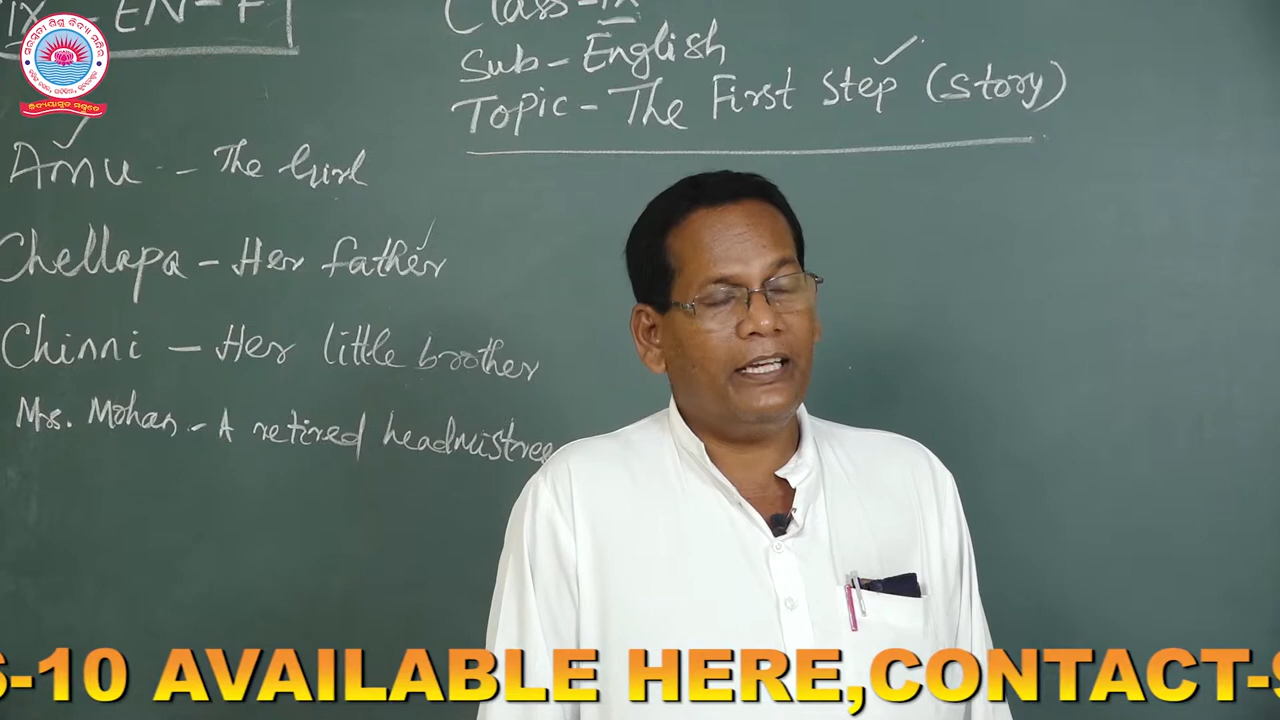 IX - EN - F
Class - IX
Sub - English
Topic - The First Step (Story)
Amu - The Girl
Chellapa - Her father
Chinni - Her little brother
Mrs. Mohan - A retired headmistree
S-10 AVAILABLE HERE,CONTACT-S